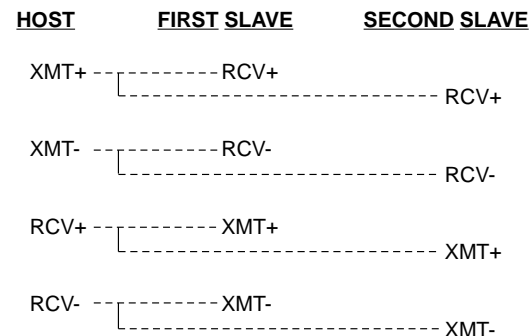 HOST FIRST SLAVE SECOND SLAVE
XMT+ RCV+
RCV+
XMT- RCV-
RCV-
RCV+ XMT+
XMT+
RCV- XMT-
XMT-